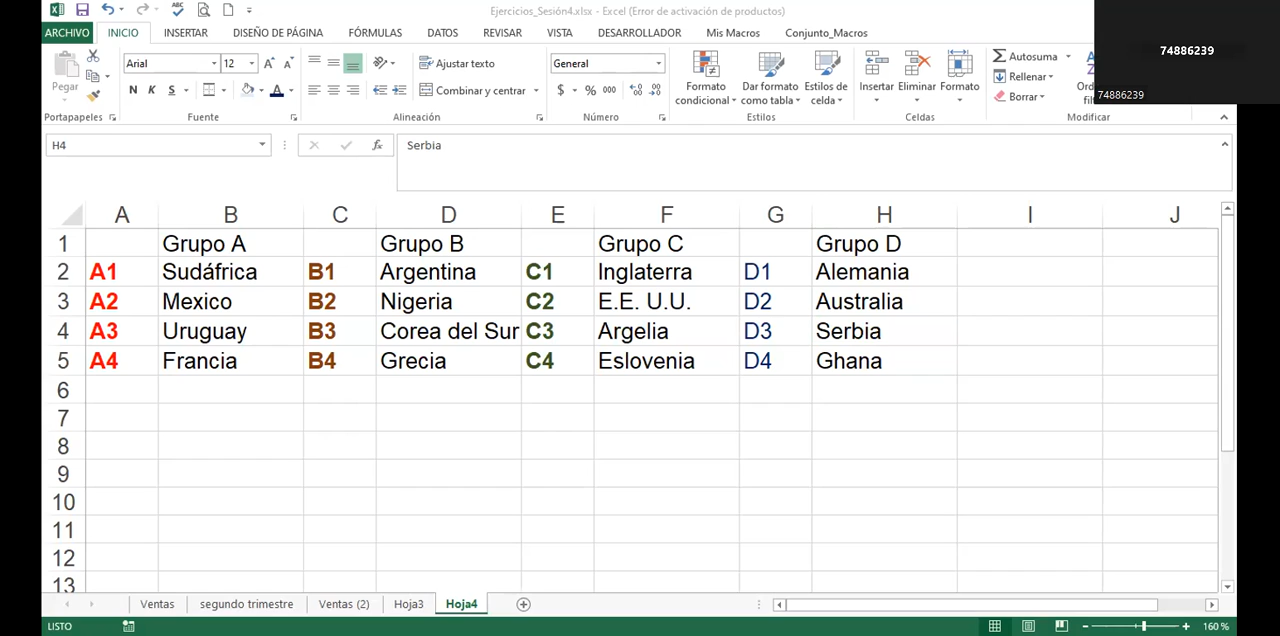 Ejercicios_Sesión4.xlsx - Excel (Error de activación de productos)
ARCHIVO INICIO INSERTAR DISEÑO DE PÁGINA FÓRMULAS DATOS REVISAR VISTA DESARROLLADOR Mis Macros Conjunto_Macros
74886239
74886239
Pegar
Portapapeles
Arial 12
N K S
Fuente
Ajustar texto
Combinar y centrar
Alineación
General
$ % 000
Número
Formato condicional
Dar formato como tabla
Estilos de celda
Estilos
Insertar Eliminar Formato
Celdas
Autosuma
Rellenar
Borrar
Modificar
H4 fx Serbia
A B C D E F G H I J
1 Grupo A Grupo B Grupo C Grupo D
2 A1 Sudáfrica B1 Argentina C1 Inglaterra D1 Alemania
3 A2 Mexico B2 Nigeria C2 E.E. U.U. D2 Australia
4 A3 Uruguay B3 Corea del Sur C3 Argelia D3 Serbia
5 A4 Francia B4 Grecia C4 Eslovenia D4 Ghana
6
7
8
9
10
11
12
13
Ventas segundo trimestre Ventas (2) Hoja3 Hoja4
LISTO 160 %